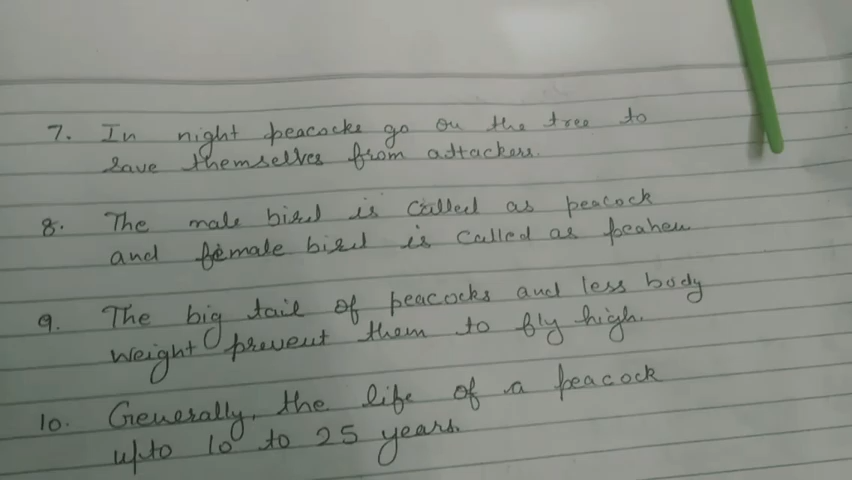 7. In night peacocks go on the tree to
save themselves from attackers.
8. The male bird is called as peacock
and female bird is called as peahen
9. The big tail of peacocks and less body
weight prevent them to fly high.
10. Generally, the life of a peacock
upto 10 to 25 years.